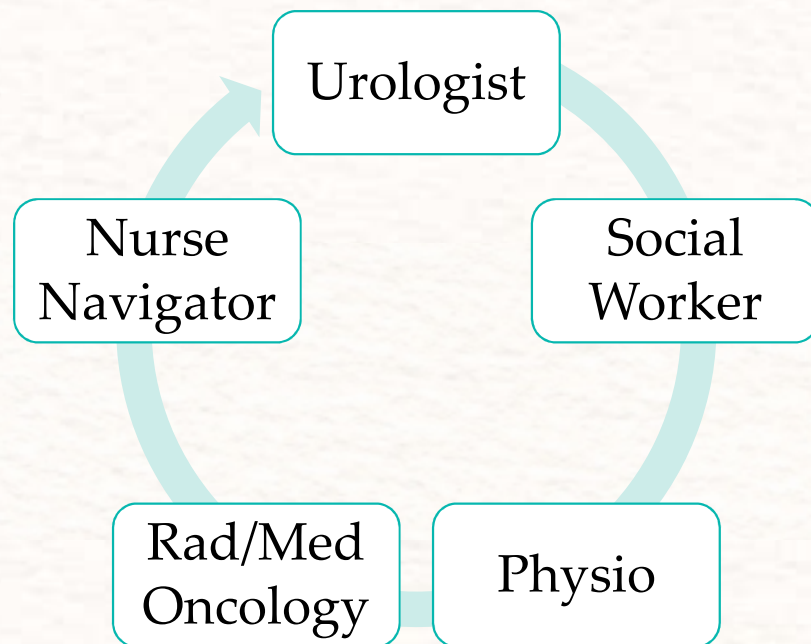 Urologist
Social
Worker
Physio
Rad/Med
Oncology
Nurse
Navigator